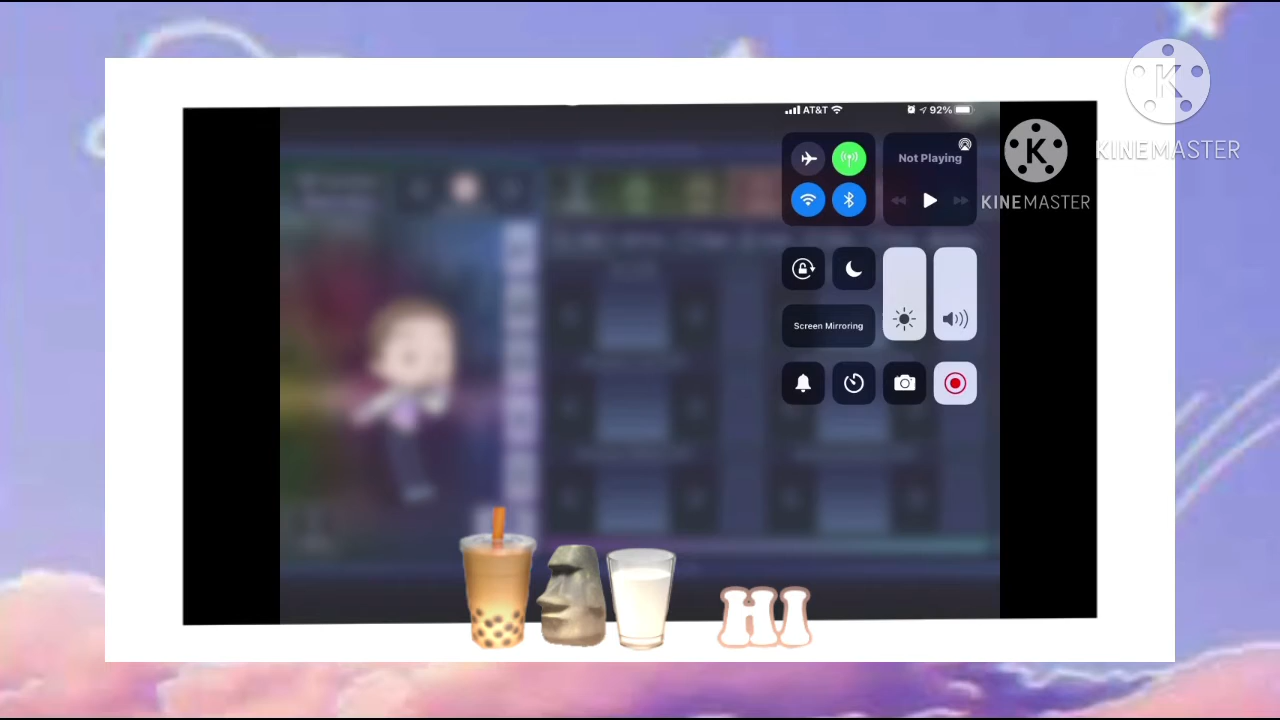 AT&T
92%
Not Playing
Screen Mirroring
K
KINEMASTER
K
KINEMASTER
HI